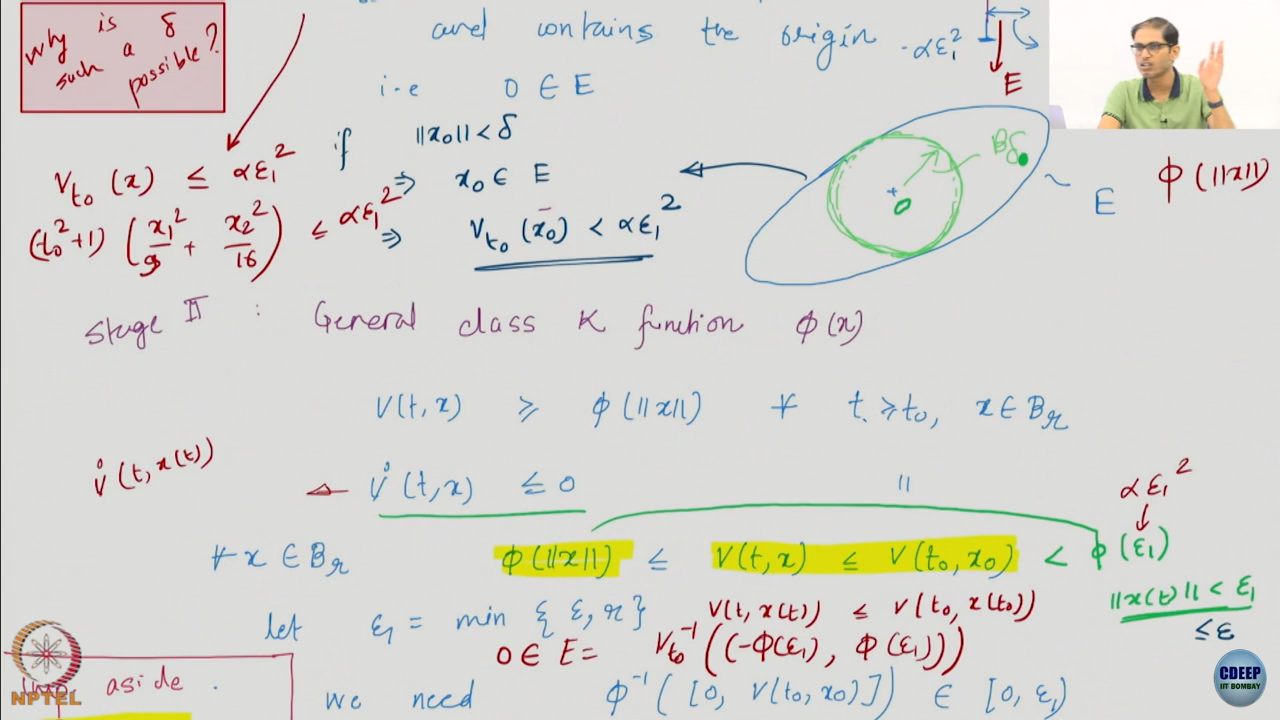 Why is
such a δ
possible?
and contains the origin
-αε₁²
i.e 0 ∈ E
E
V_{t₀}(x) ≤ αε₁²
(t₀²+1) (x₁²/9 + x₂²/16) ≤ αε₁²
if ||x₀|| < δ
⇒ x₀ ∈ E
⇒ V_{t₀}(x₀) < αε₁²
Bδ
0
~ E
ϕ(||x||)
Stage II : General class K function ϕ(x)
V(t,x) ≥ ϕ(||x||) ∀ t ≥ t₀, x ∈ B_r
V̇(t, x(t))
V̇(t,x) ≤ 0 "
αε₁²
↓
∀ x ∈ B_r ϕ(||x||) ≤ V(t,x) ≤ V(t₀,x₀) < ϕ(ε₁)
||x(t)|| < ε₁
≤ ε
let ε₁ = min {ε, r} V(t,x(t)) ≤ V(t₀, x(t₀))
0 ∈ E = V_{t₀}⁻¹((-ϕ(ε₁), ϕ(ε₁)))
aside.
we need ϕ⁻¹([0, V(t₀,x₀)]) ∈ [0, ε₁)
NPTEL
CDEEP
IIT BOMBAY